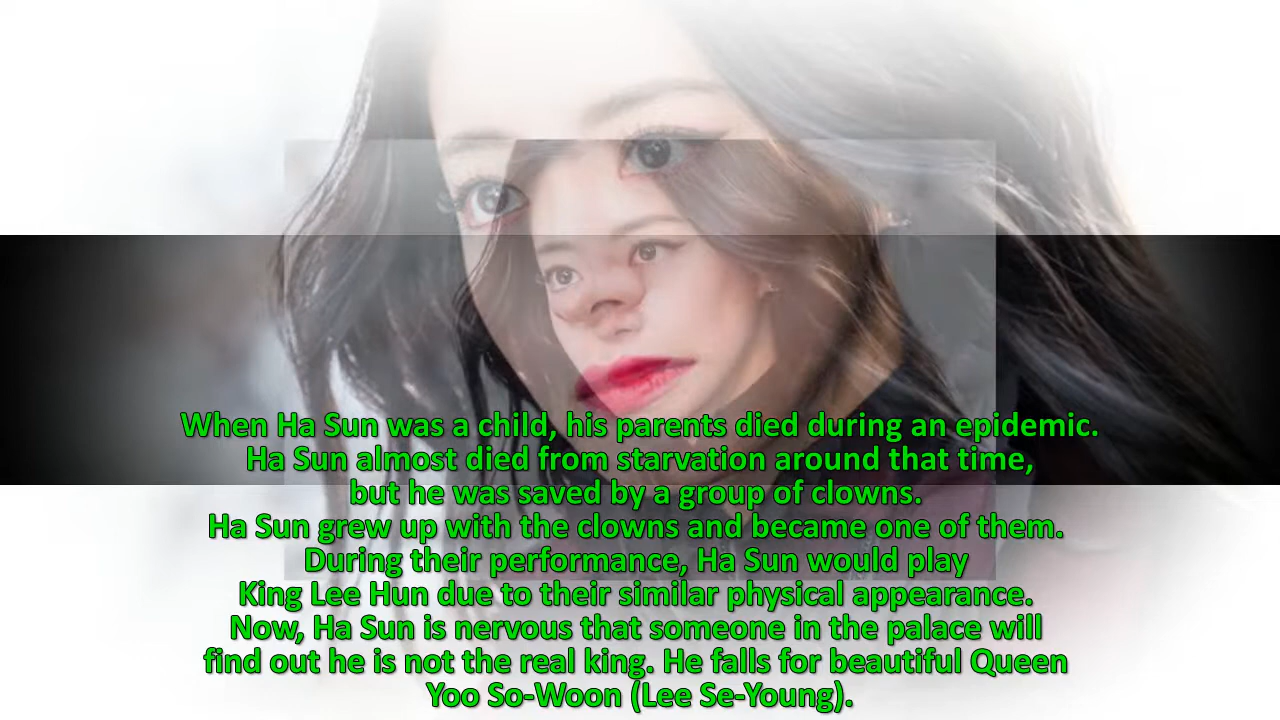 When Ha Sun was a child, his parents died during an epidemic.
Ha Sun almost died from starvation around that time,
but he was saved by a group of clowns.
Ha Sun grew up with the clowns and became one of them.
During their performance, Ha Sun would play
King Lee Hun due to their similar physical appearance.
Now, Ha Sun is nervous that someone in the palace will
find out he is not the real king. He falls for beautiful Queen
Yoo So-Woon (Lee Se-Young).